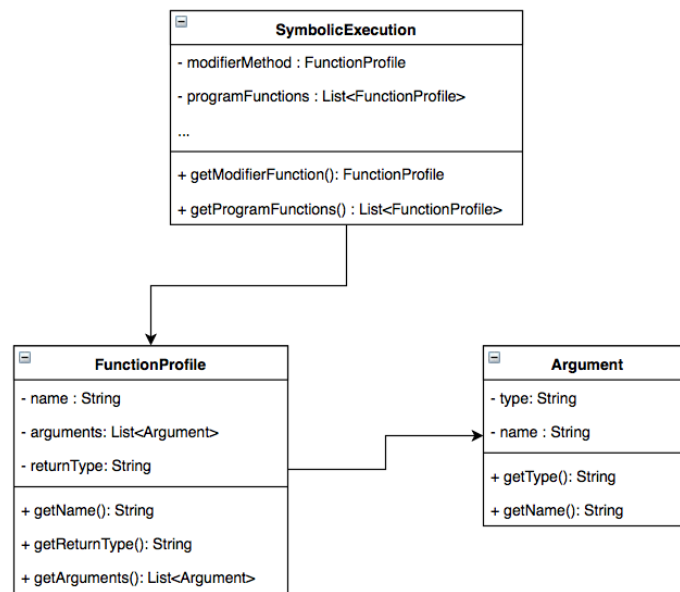 SymbolicExecution
- modifierMethod : FunctionProfile
- programFunctions : List<FunctionProfile>
...
+ getModifierFunction(): FunctionProfile
+ getProgramFunctions() : List<FunctionProfile>
FunctionProfile
- name : String
- arguments: List<Argument>
- returnType: String
+ getName(): String
+ getReturnType(): String
+ getArguments(): List<Argument>
Argument
- type: String
- name : String
+ getType(): String
+ getName(): String